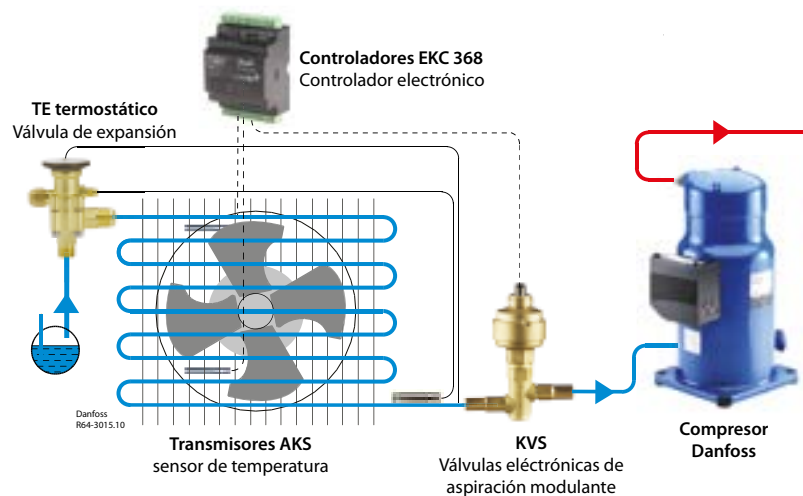 Controladores EKC 368
Controlador electrónico
TE termostático
Válvula de expansión
Danfoss
R64-3015.10
Transmisores AKS
sensor de temperatura
KVS
Válvulas eléctrónicas de
aspiración modulante
Compresor
Danfoss